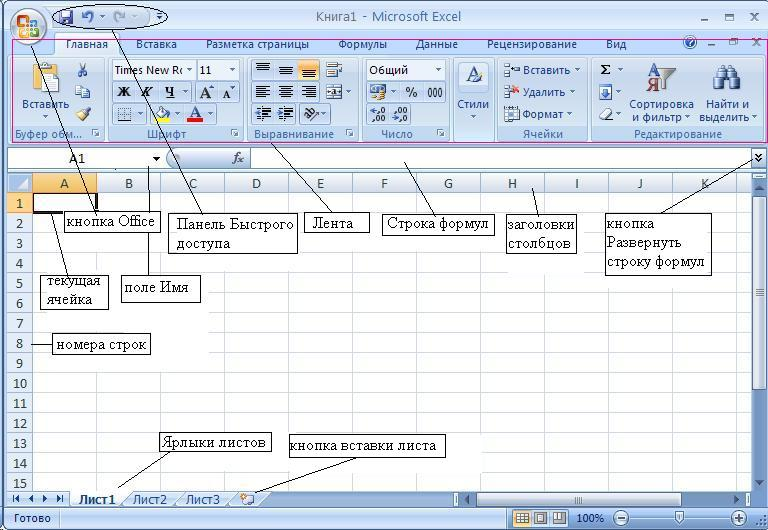 Книга1 - Microsoft Excel
Главная Вставка Разметка страницы Формулы Данные Рецензирование Вид
Times New Ro 11 Общий Σ Вставить
Ж К Ч A A % 000 Удалить
Вставить Стили Формат Сортировка и фильтр Найти и выделить
Буфер обм... Шрифт Выравнивание Число Ячейки Редактирование
A1 fx
A B C D E F G H I J K
1
2
3
4
5
6
7
8
9
10
11
12
13
14
15
кнопка Office
Панель Быстрого
доступа
Лента
Строка формул
заголовки
столбцов
кнопка
Развернуть
строку формул
текущая
ячейка
поле Имя
номера строк
Ярлыки листов
кнопка вставки листа
Лист1 Лист2 Лист3
Готово 100%